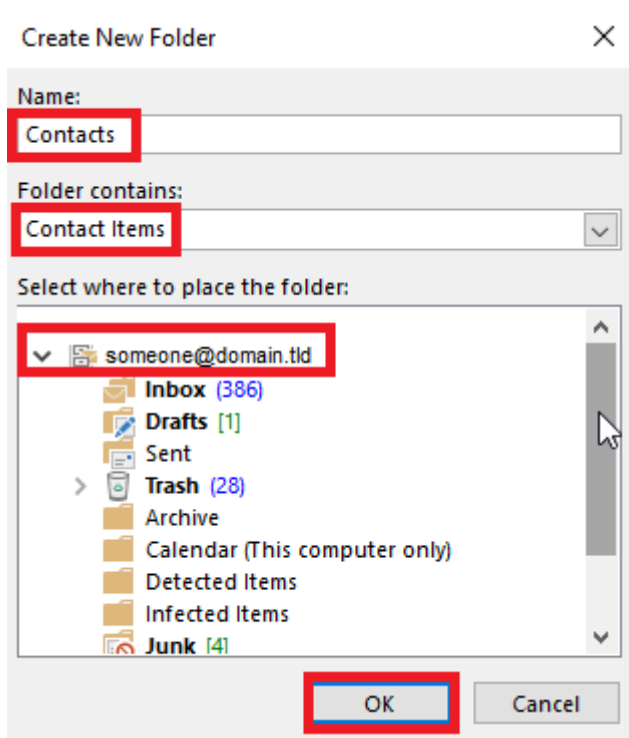 Create New Folder
Name:
Contacts
Folder contains:
Contact Items
Select where to place the folder:
someone@domain.tld
Inbox (386)
Drafts [1]
Sent
Trash (28)
Archive
Calendar (This computer only)
Detected Items
Infected Items
Junk [4]
OK Cancel